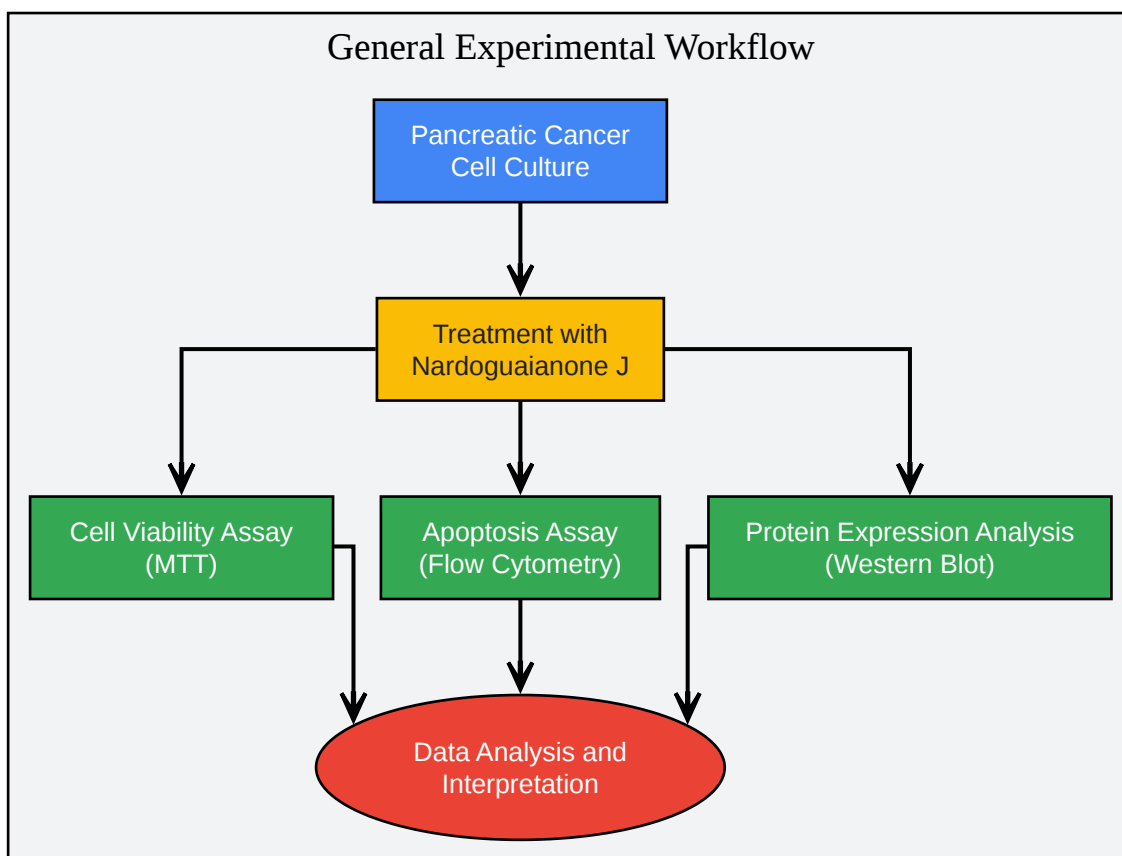 General Experimental Workflow
Pancreatic Cancer
Cell Culture
Treatment with
Nardoguaianone J
Cell Viability Assay
(MTT)
Apoptosis Assay
(Flow Cytometry)
Protein Expression Analysis
(Western Blot)
Data Analysis and
Interpretation